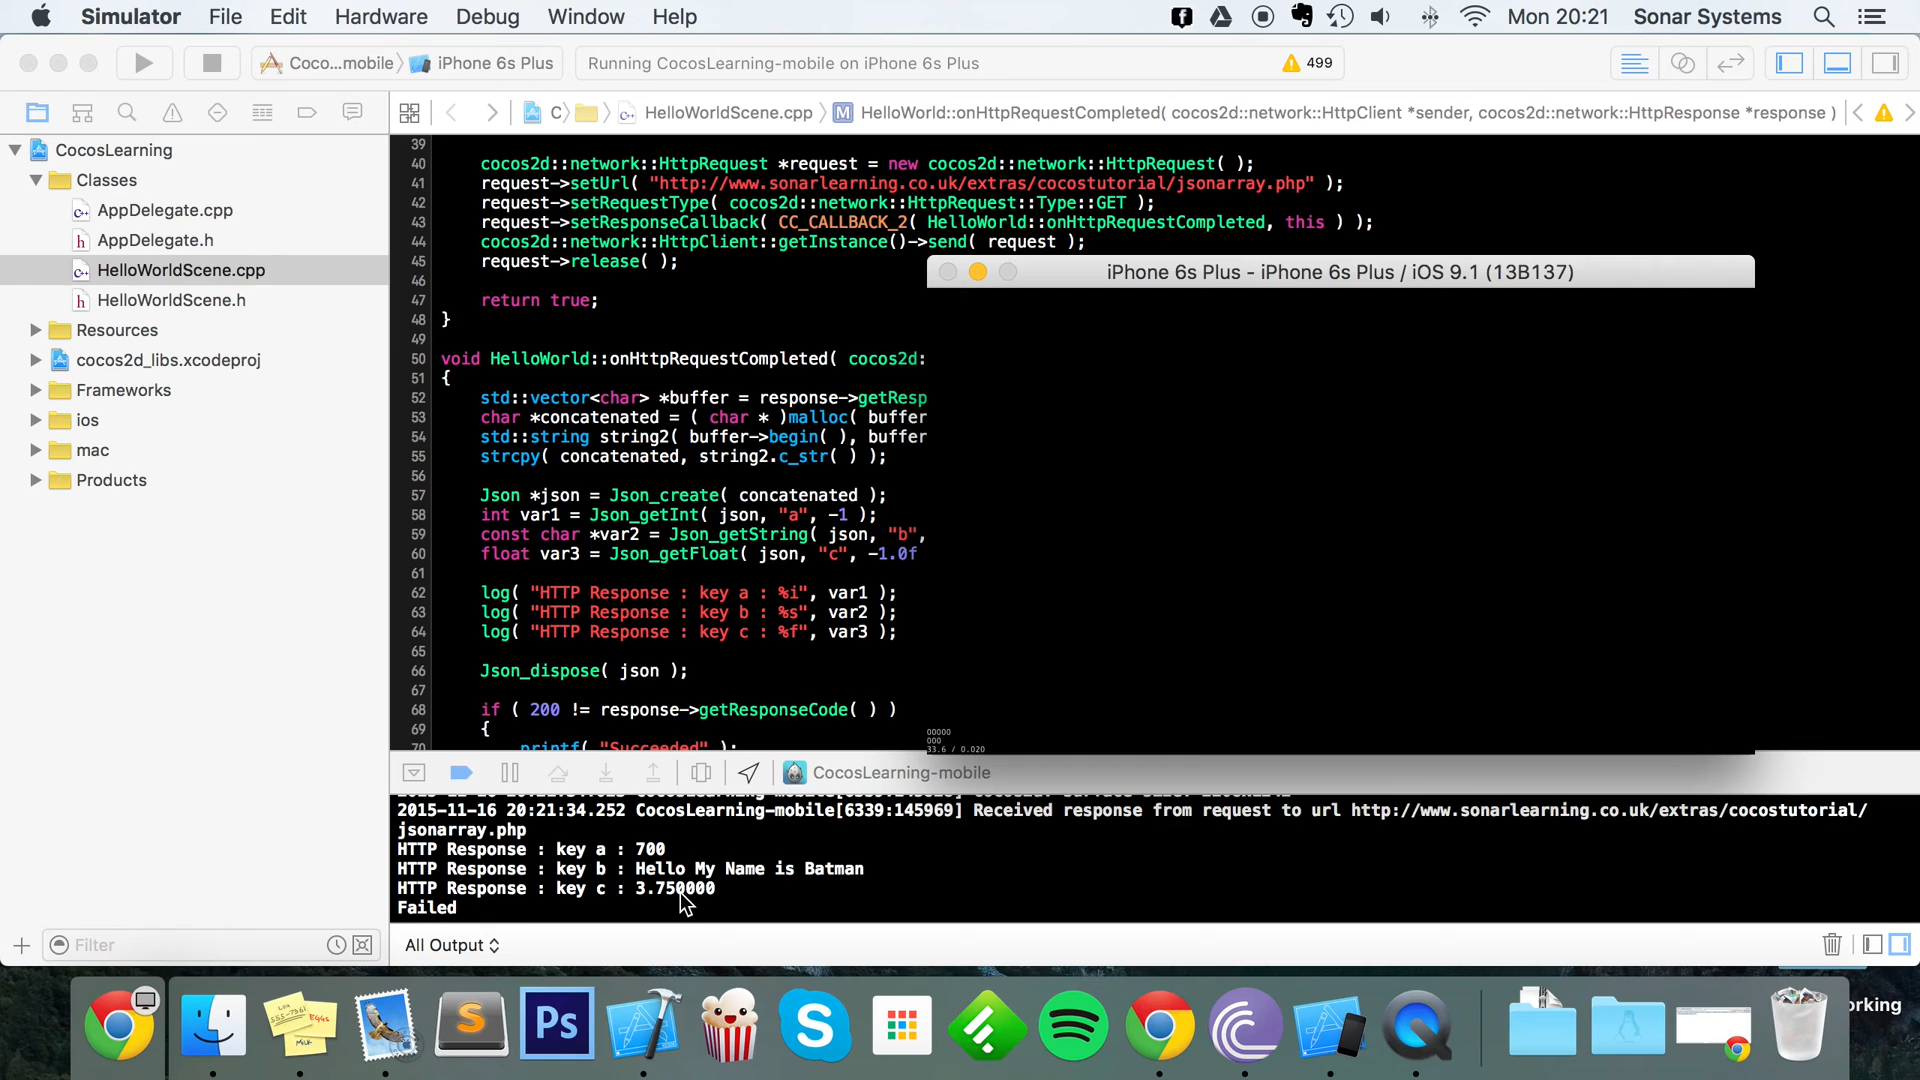 Simulator File Edit Hardware Debug Window Help Mon 20:21 Sonar Systems
Coco...mobile iPhone 6s Plus Running CocosLearning-mobile on iPhone 6s Plus 499
C HelloWorldScene.cpp M HelloWorld::onHttpRequestCompleted( cocos2d::network::HttpClient *sender, cocos2d::network::HttpResponse *response )
CocosLearning
Classes
AppDelegate.cpp
AppDelegate.h
HelloWorldScene.cpp
HelloWorldScene.h
Resources
cocos2d_libs.xcodeproj
Frameworks
ios
mac
Products
39
40 cocos2d::network::HttpRequest *request = new cocos2d::network::HttpRequest( );
41 request->setUrl( "http://www.sonarlearning.co.uk/extras/cocostutorial/jsonarray.php" );
42 request->setRequestType( cocos2d::network::HttpRequest::Type::GET );
43 request->setResponseCallback( CC_CALLBACK_2( HelloWorld::onHttpRequestCompleted, this ) );
44 cocos2d::network::HttpClient::getInstance()->send( request );
45 request->release( );
46
47 return true;
48 }
49
50 void HelloWorld::onHttpRequestCompleted( cocos2d:
51 {
52 std::vector<char> *buffer = response->getResp
53 char *concatenated = ( char * )malloc( buffer
54 std::string string2( buffer->begin( ), buffer
55 strcpy( concatenated, string2.c_str( ) );
56
57 Json *json = Json_create( concatenated );
58 int var1 = Json_getInt( json, "a", -1 );
59 const char *var2 = Json_getString( json, "b",
60 float var3 = Json_getFloat( json, "c", -1.0f
61
62 log( "HTTP Response : key a : %i", var1 );
63 log( "HTTP Response : key b : %s", var2 );
64 log( "HTTP Response : key c : %f", var3 );
65
66 Json_dispose( json );
67
68 if ( 200 != response->getResponseCode( ) )
69 {
70 printf( "Succeeded" );
iPhone 6s Plus - iPhone 6s Plus / iOS 9.1 (13B137)
33.6 / 0.020
CocosLearning-mobile
2015-11-16 20:21:34.252 CocosLearning-mobile[6339:145969] Received response from request to url http://www.sonarlearning.co.uk/extras/cocostutorial/
jsonarray.php
HTTP Response : key a : 700
HTTP Response : key b : Hello My Name is Batman
HTTP Response : key c : 3.750000
Failed
Filter
All Output
Ps
orking